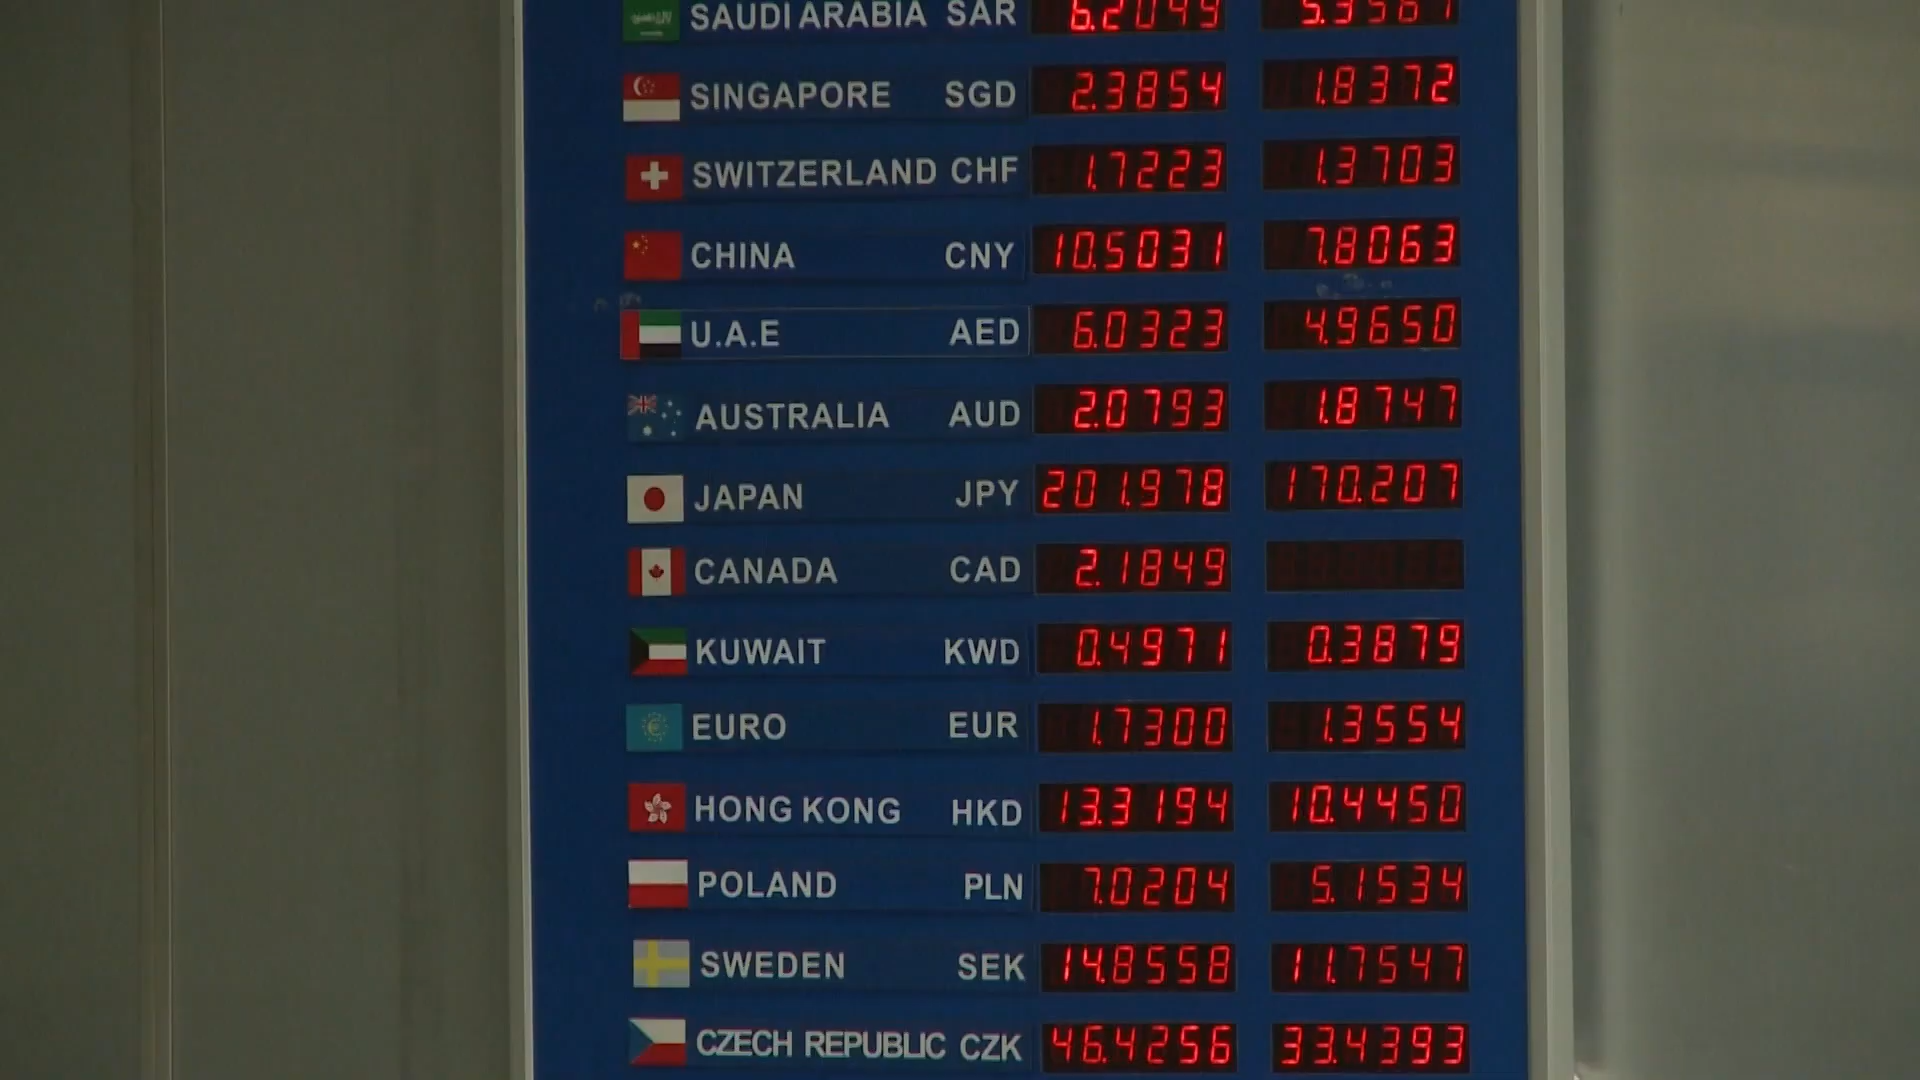 SAUDI ARABIA SAR 6.2049 5.3567
SINGAPORE SGD 2.3854 1.8372
SWITZERLAND CHF 1.7223 1.3703
CHINA CNY 10.5031 7.8063
U.A.E AED 6.0323 4.9650
AUSTRALIA AUD 2.0793 1.8747
JAPAN JPY 201.978 170.207
CANADA CAD 2.1849
KUWAIT KWD 0.4971 0.3879
EURO EUR 1.7300 1.3554
HONG KONG HKD 13.3194 10.4450
POLAND PLN 7.0204 5.1534
SWEDEN SEK 14.8558 11.7547
CZECH REPUBLIC CZK 46.4256 33.4393